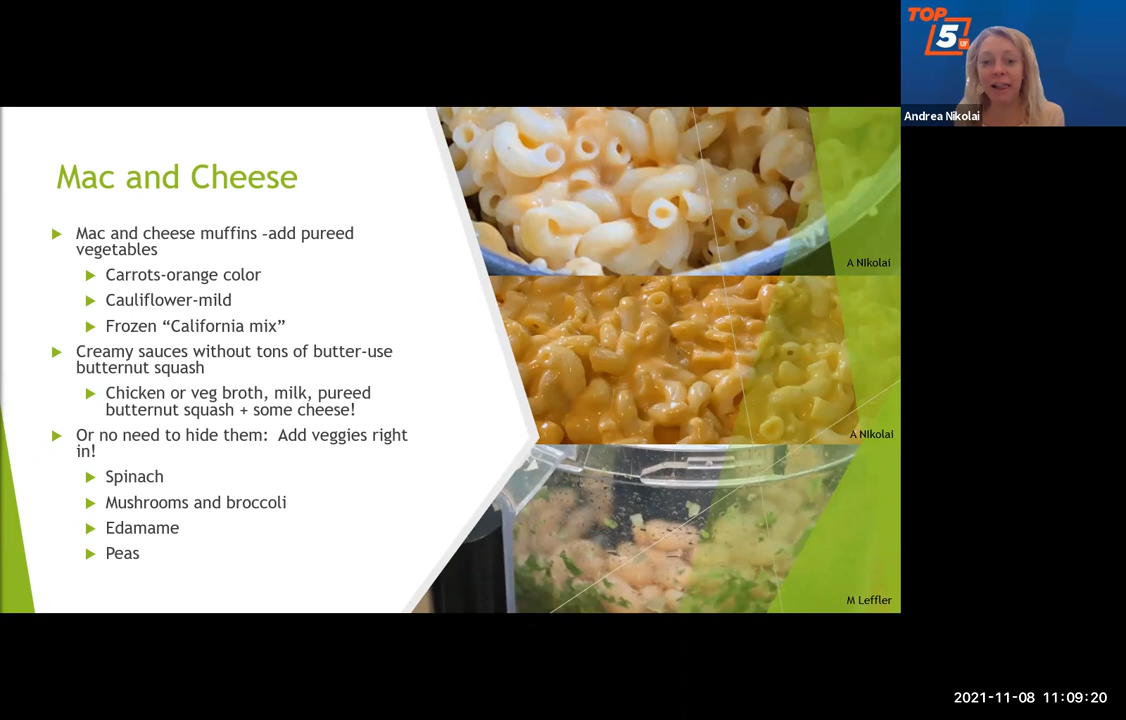 TOP
5
UF
Andrea Nikolai
Mac and Cheese
Mac and cheese muffins -add pureed
vegetables
Carrots-orange color
Cauliflower-mild
Frozen “California mix”
Creamy sauces without tons of butter-use
butternut squash
Chicken or veg broth, milk, pureed
butternut squash + some cheese!
Or no need to hide them:  Add veggies right
in!
Spinach
Mushrooms and broccoli
Edamame
Peas
A NIkolai
A NIkolai
M Leffler
2021-11-08 11:09:20